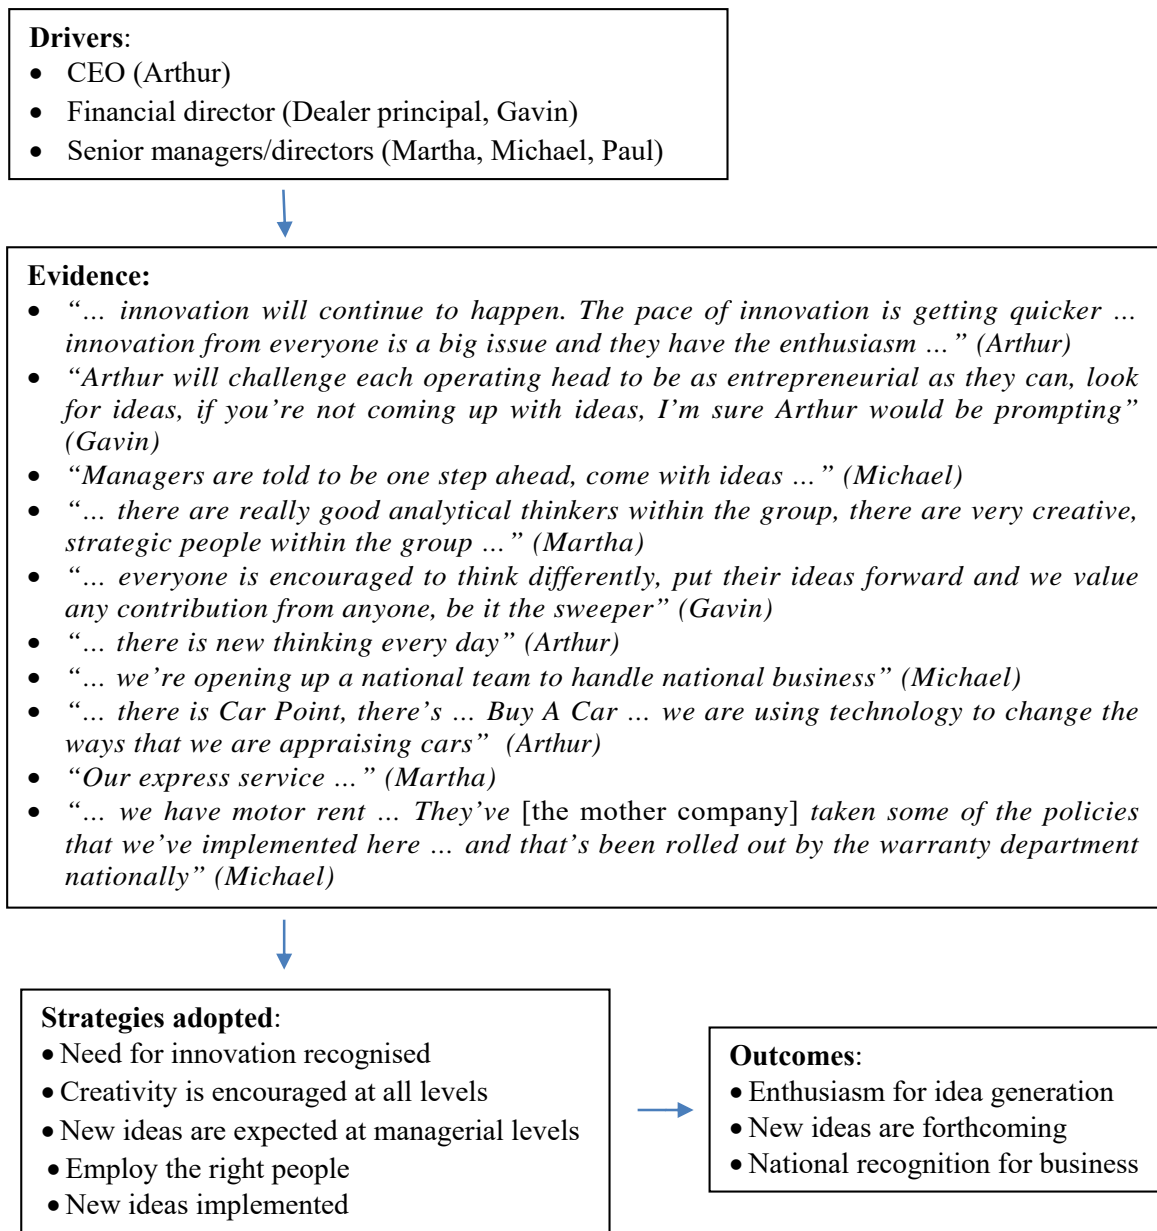 Drivers:
• CEO (Arthur)
• Financial director (Dealer principal, Gavin)
• Senior managers/directors (Martha, Michael, Paul)
Evidence:
• “… innovation will continue to happen. The pace of innovation is getting quicker …
innovation from everyone is a big issue and they have the enthusiasm …” (Arthur)
• “Arthur will challenge each operating head to be as entrepreneurial as they can, look
for ideas, if you’re not coming up with ideas, I’m sure Arthur would be prompting”
(Gavin)
• “Managers are told to be one step ahead, come with ideas …” (Michael)
• “… there are really good analytical thinkers within the group, there are very creative,
strategic people within the group …” (Martha)
• “… everyone is encouraged to think differently, put their ideas forward and we value
any contribution from anyone, be it the sweeper” (Gavin)
• “… there is new thinking every day” (Arthur)
• “… we’re opening up a national team to handle national business” (Michael)
• “… there is Car Point, there’s … Buy A Car … we are using technology to change the
ways that we are appraising cars” (Arthur)
• “Our express service …” (Martha)
• “… we have motor rent … They’ve [the mother company] taken some of the policies
that we’ve implemented here … and that’s been rolled out by the warranty department
nationally” (Michael)
Strategies adopted:
• Need for innovation recognised
• Creativity is encouraged at all levels
• New ideas are expected at managerial levels
• Employ the right people
• New ideas implemented
Outcomes:
• Enthusiasm for idea generation
• New ideas are forthcoming
• National recognition for business